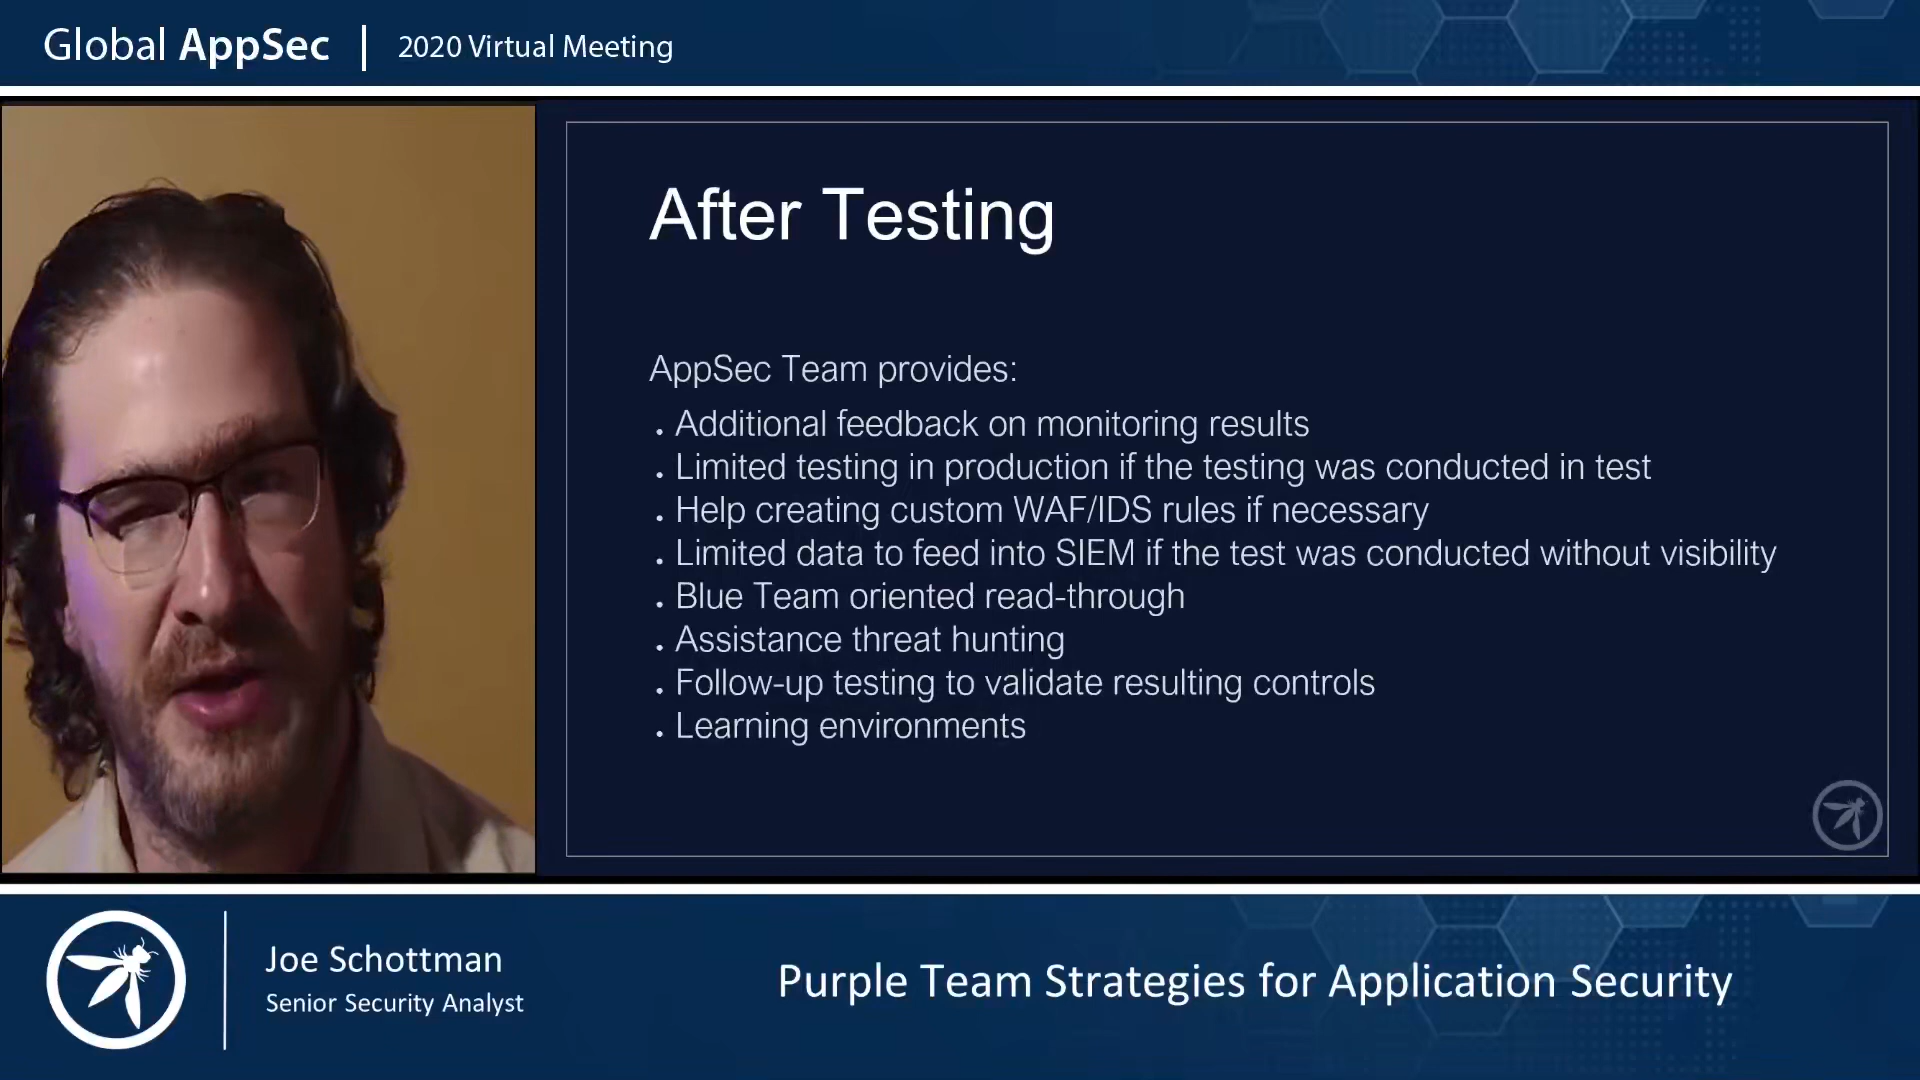 Global AppSec | 2020 Virtual Meeting
After Testing
AppSec Team provides:
• Additional feedback on monitoring results
• Limited testing in production if the testing was conducted in test
• Help creating custom WAF/IDS rules if necessary
• Limited data to feed into SIEM if the test was conducted without visibility
• Blue Team oriented read-through
• Assistance threat hunting
• Follow-up testing to validate resulting controls
• Learning environments
Joe Schottman
Senior Security Analyst
Purple Team Strategies for Application Security